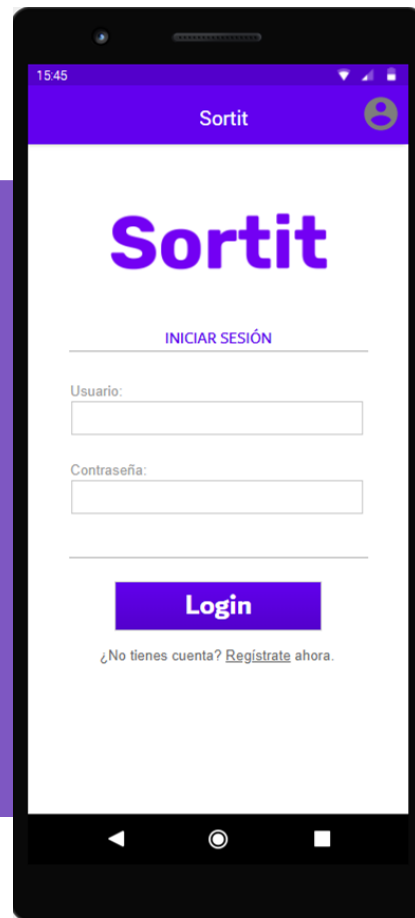 15:45
Sortit
Sortit
INICIAR SESIÓN
Usuario:
Contraseña:
Login
¿No tienes cuenta? Regístrate ahora.